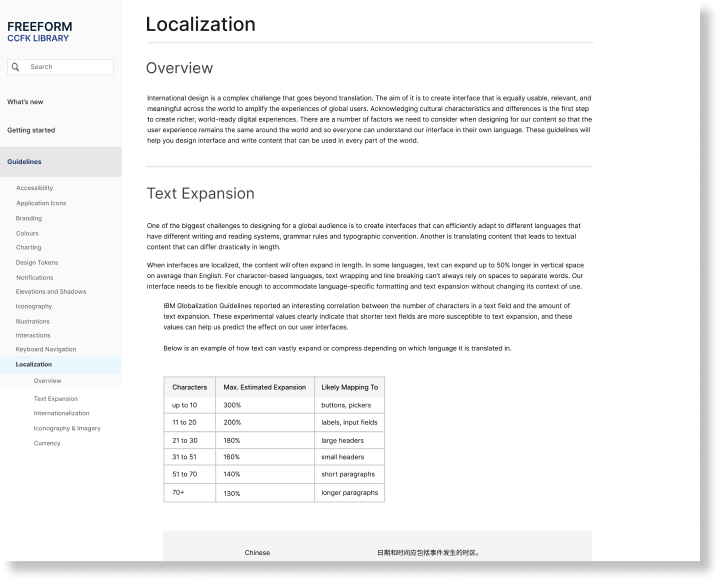 FREEFORM
CCFK LIBRARY
Search
What's new
Getting started
Guidelines
Accessibility
Application Icons
Branding
Colours
Charting
Design Tokens
Notifications
Elevations and Shadows
Iconography
Illustrations
Interactions
Keyboard Navigation
Localization
Overview
Text Expansion
Internationalization
Iconography & Imagery
Currency
Localization
Overview
International design is a complex challenge that goes beyond translation. The aim of it is to create interface that is equally usable, relevant, and
meaningful across the world to amplify the experiences of global users. Acknowledging cultural characteristics and differences is the first step
to create richer, world-ready digital experiences. There are a number of factors we need to consider when designing for our content so that the
user experience remains the same around the world and so everyone can understand our interface in their own language. These guidelines will
help you design interface and write content that can be used in every part of the world.
Text Expansion
One of the biggest challenges to designing for a global audience is to create interfaces that can efficiently adapt to different languages that
have different writing and reading systems, grammar rules and typographic convention. Another is translating content that leads to textual
content that can differ drastically in length.
When interfaces are localized, the content will often expand in length. In some languages, text can expand up to 50% longer in vertical space
on average than English. For character-based languages, text wrapping and line breaking can't always rely on spaces to separate words. Our
interface needs to be flexible enough to accommodate language-specific formatting and text expansion without changing its context of use.
IBM Globalization Guidelines reported an interesting correlation between the number of characters in a text field and the amount of
text expansion. These experimental values clearly indicate that shorter text fields are more susceptible to text expansion, and these
values can help us predict the effect on our user interfaces.
Below is an example of how text can vastly expand or compress depending on which language it is translated in.
Characters Max. Estimated Expansion Likely Mapping To
up to 10 300% buttons, pickers
11 to 20 200% labels, input fields
21 to 30 180% large headers
31 to 51 160% small headers
51 to 70 140% short paragraphs
70+ 130% longer paragraphs
Chinese 日期和时间应包括事件发生的时区。